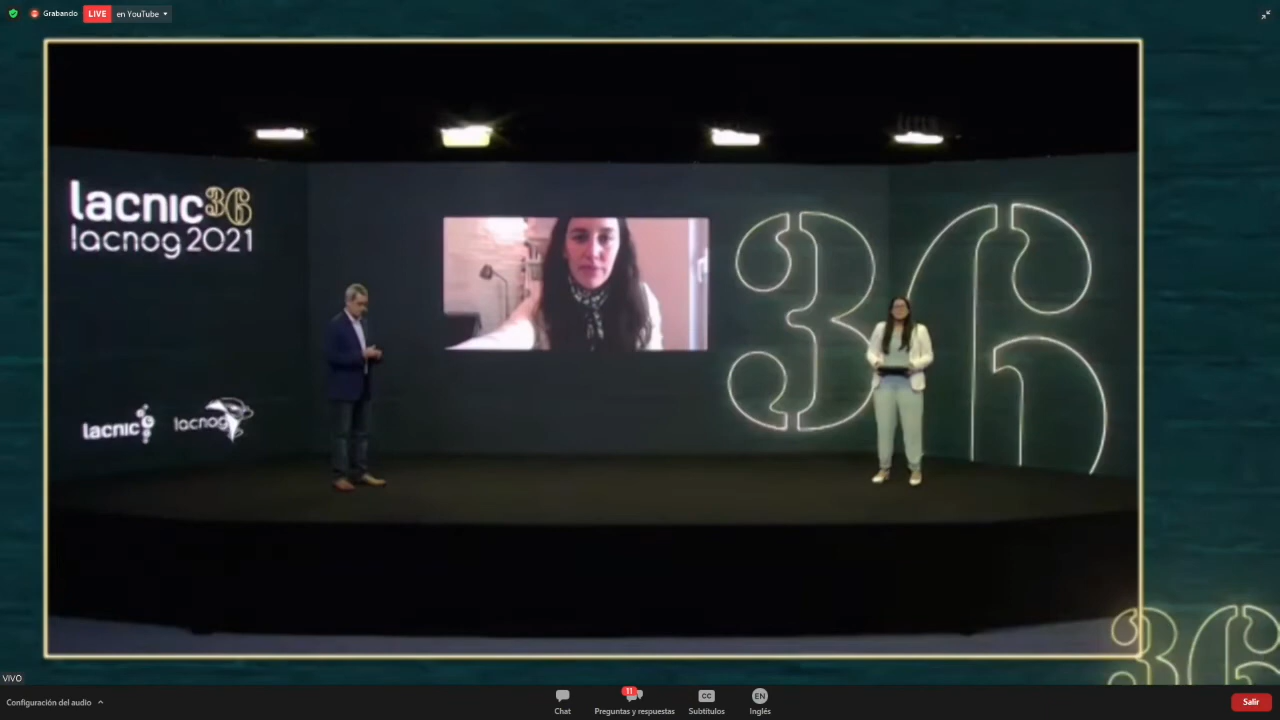 Grabando
LIVE
en YouTube
lacnic36
lacnog 2021
36
lacnic
lacnog
36
VIVO
Configuración del audio
Chat
11
Preguntas y respuestas
CC
Subtítulos
EN
Inglés
Salir